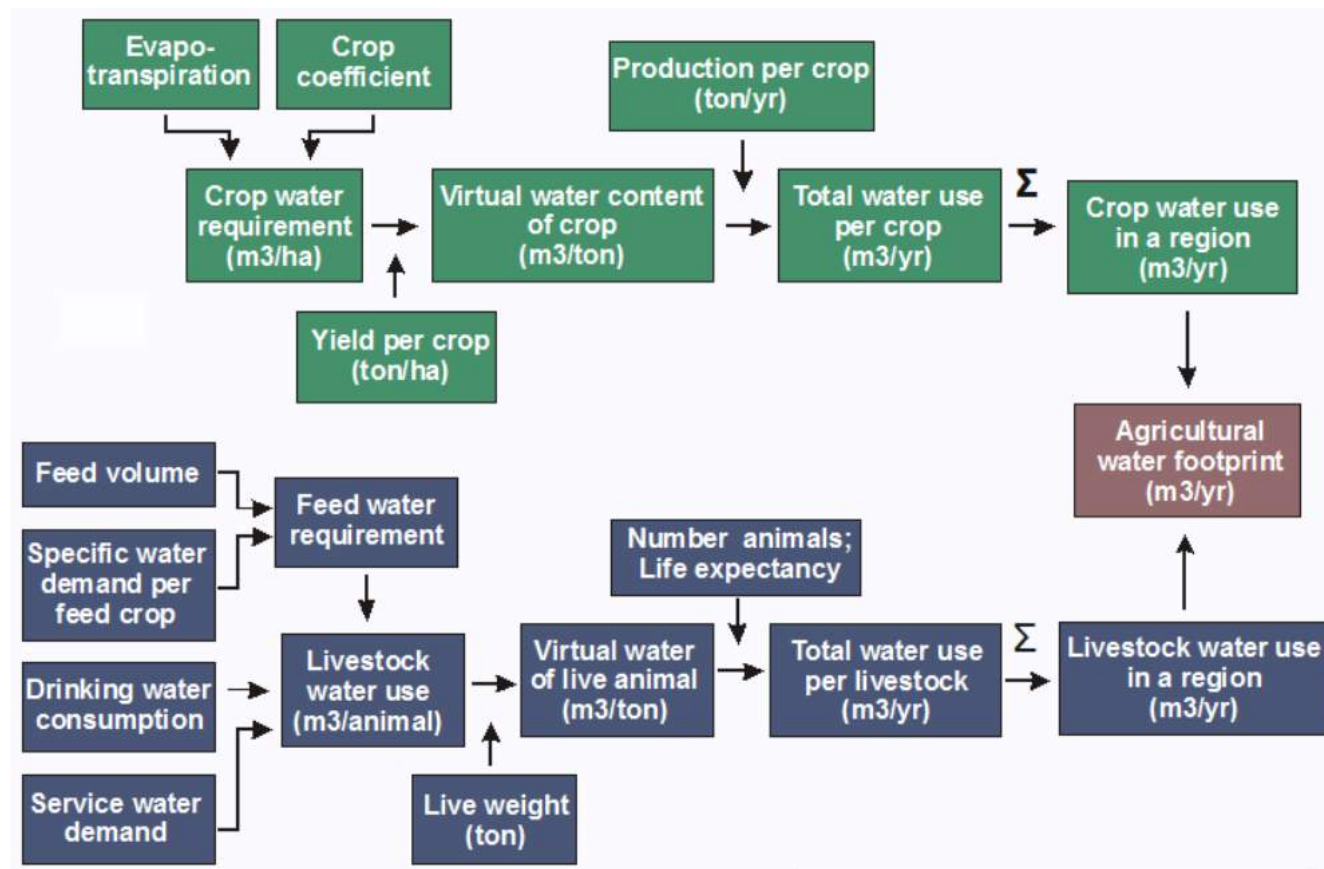 Evapo-
transpiration
Crop
coefficient
Production per crop
(ton/yr)
Crop water
requirement
(m3/ha)
Virtual water content
of crop
(m3/ton)
Total water use
per crop
(m3/yr)
Σ
Crop water use
in a region
(m3/yr)
Yield per crop
(ton/ha)
Agricultural
water footprint
(m3/yr)
Feed volume
Specific water
demand per
feed crop
Feed water
requirement
Number animals;
Life expectancy
Drinking water
consumption
Livestock
water use
(m3/animal)
Virtual water
of live animal
(m3/ton)
Total water use
per livestock
(m3/yr)
Σ
Livestock water use
in a region
(m3/yr)
Service water
demand
Live weight
(ton)